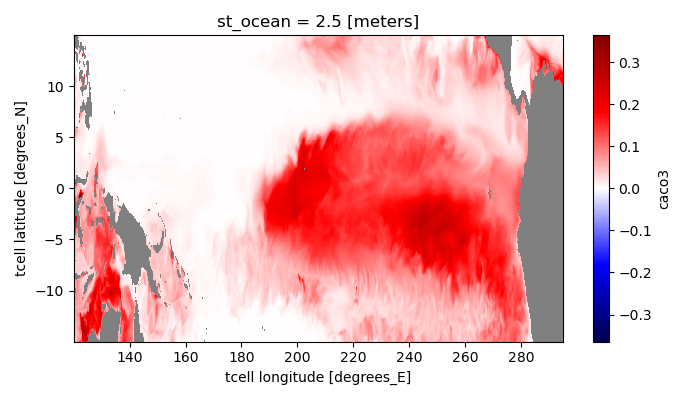 st_ocean = 2.5 [meters]
10
5
0
−5
−10
tcell latitude [degrees_N]
140 160 180 200 220 240 260 280
tcell longitude [degrees_E]
0.3
0.2
0.1
0.0
−0.1
−0.2
−0.3
caco3